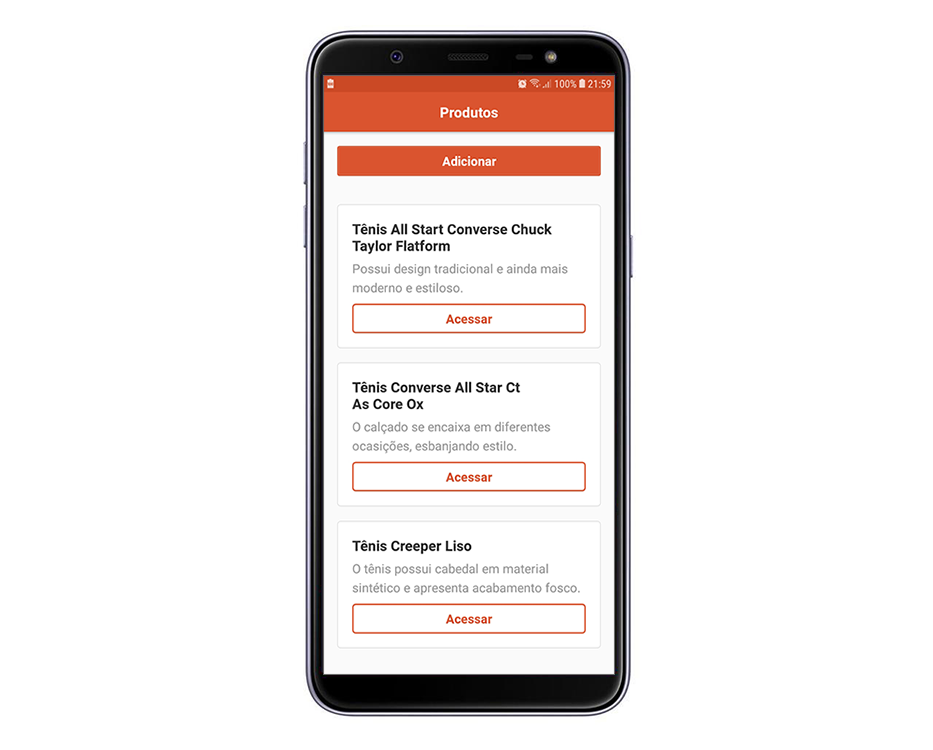 100% 21:59
Produtos
Adicionar
Tênis All Start Converse Chuck
Taylor Flatform
Possui design tradicional e ainda mais
moderno e estiloso.
Acessar
Tênis Converse All Star Ct
As Core Ox
O calçado se encaixa em diferentes
ocasições, esbanjando estilo.
Acessar
Tênis Creeper Liso
O tênis possui cabedal em material
sintético e apresenta acabamento fosco.
Acessar